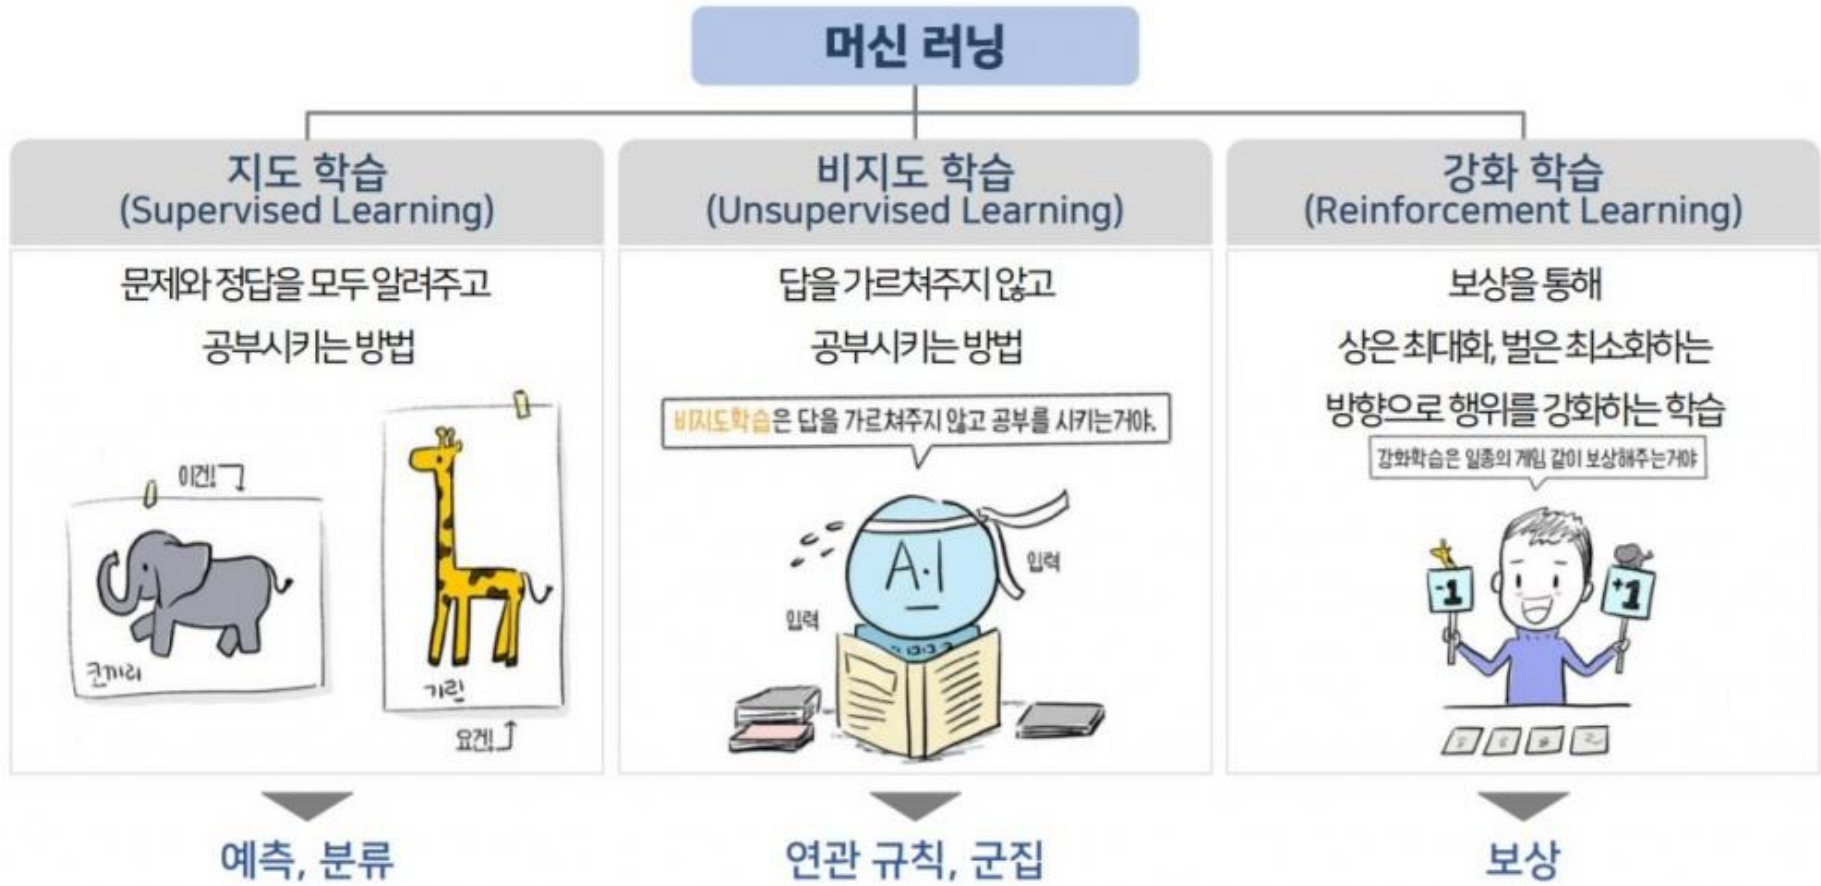 머신 러닝
지도 학습
(Supervised Learning)
문제와 정답을 모두 알려주고
공부시키는 방법
이건!
코끼리
기린
요건!
예측, 분류
비지도 학습
(Unsupervised Learning)
답을 가르쳐주지 않고
공부시키는 방법
비지도학습은 답을 가르쳐주지 않고 공부를 시키는거야.
A.I
입력
입력
연관 규칙, 군집
강화 학습
(Reinforcement Learning)
보상을 통해
상은 최대화, 벌은 최소화하는
방향으로 행위를 강화하는 학습
강화학습은 일종의 게임 같이 보상해주는거야
-1
+1
보상